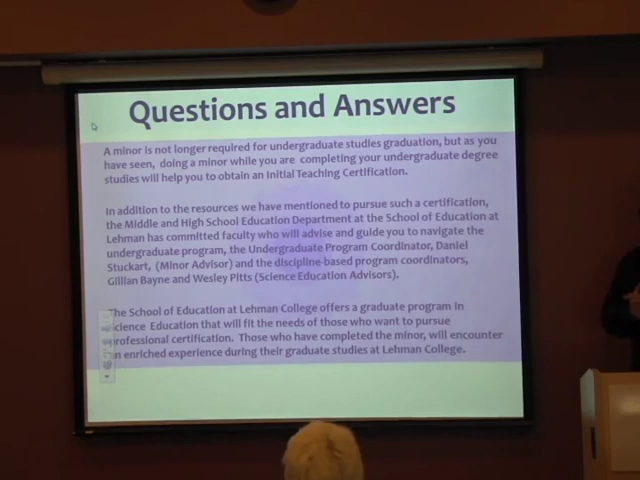 Questions and Answers
A minor is not longer required for undergraduate studies graduation, but as you
have seen, doing a minor while you are completing your undergraduate degree
studies will help you to obtain an Initial Teaching Certification.
In addition to the resources we have mentioned to pursue such a certification,
the Middle and High School Education Department at the School of Education at
Lehman has committed faculty who will advise and guide you to navigate the
undergraduate program, the Undergraduate Program Coordinator, Daniel
Stuckart, (Minor Advisor) and the discipline-based program coordinators,
Gillian Bayne and Wesley Pitts (Science Education Advisors).
The School of Education at Lehman College offers a graduate program in
Science Education that will fit the needs of those who want to pursue
professional certification. Those who have completed the minor, will encounter
an enriched experience during their graduate studies at Lehman College.